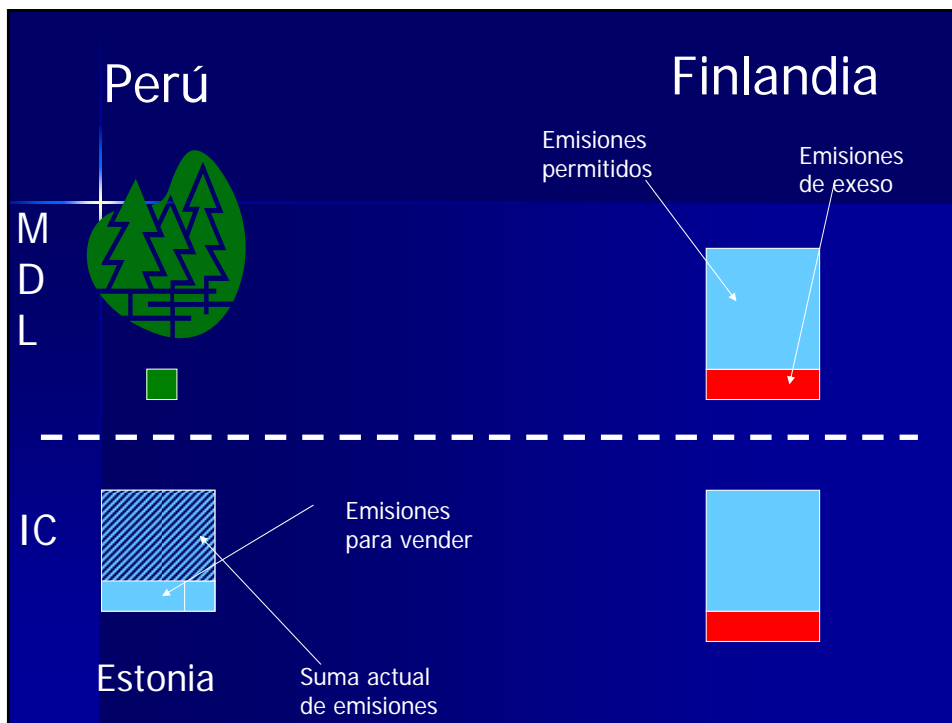 Perú
Finlandia
Emisiones
permitidos
Emisiones
de exeso
M
D
L
IC
Emisiones
para vender
Estonia
Suma actual
de emisiones